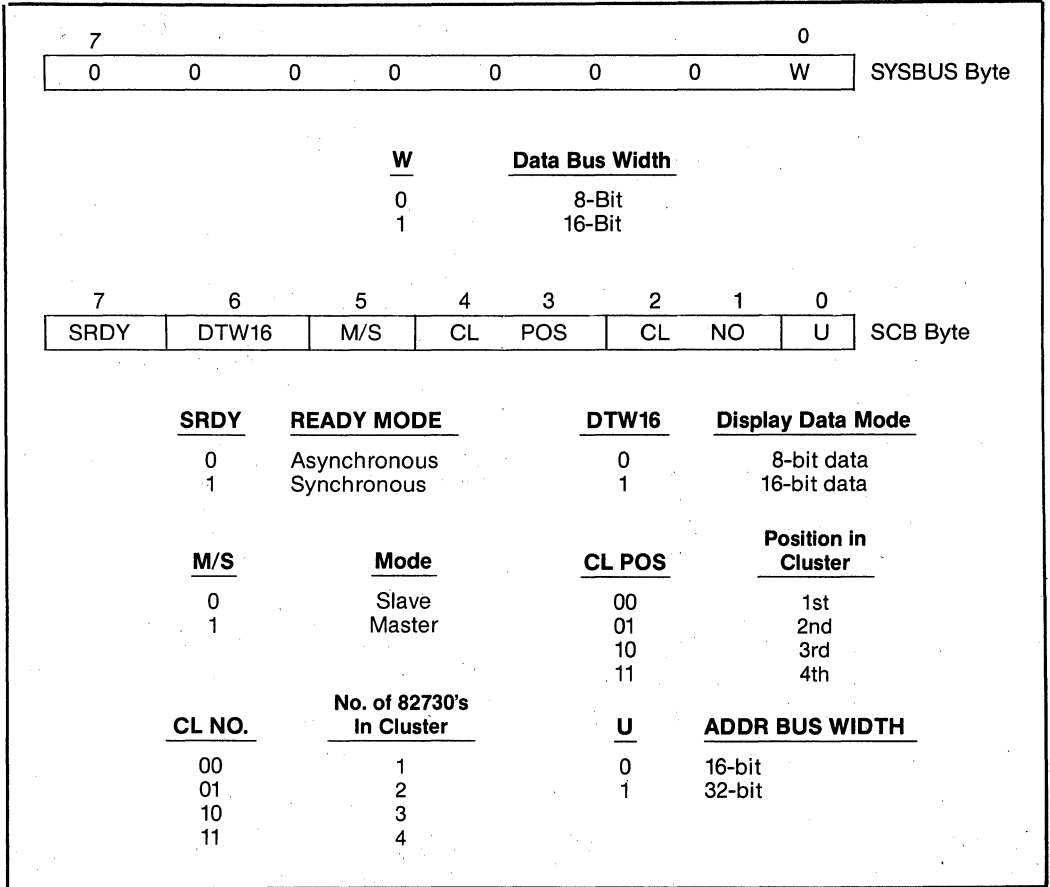 7 0
0 0 0 0 0 0 0 W SYSBUS Byte
W Data Bus Width
0 8-Bit
1 16-Bit
7 6 5 4 3 2 1 0
SRDY DTW16 M/S CL POS CL NO U SCB Byte
SRDY READY MODE DTW16 Display Data Mode
0 Asynchronous 0 8-bit data
1 Synchronous 1 16-bit data
Position in
M/S Mode CL POS Cluster
0 Slave 00 1st
1 Master 01 2nd
10 3rd
11 4th
No. of 82730's
CL NO. In Cluster U ADDR BUS WIDTH
00 1 0 16-bit
01 2 1 32-bit
10 3
11 4